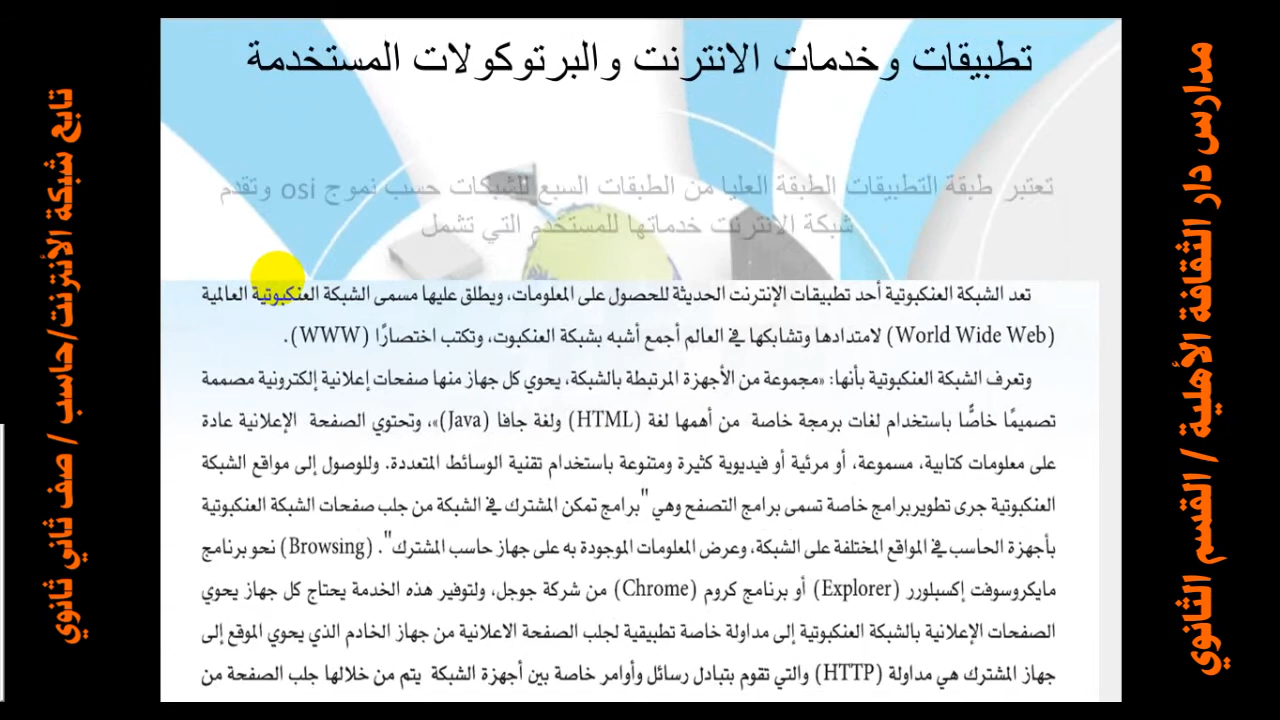 تطبيقات وخدمات الانترنت والبرتوكولات المستخدمة
تعتبر طبقة التطبيقات الطبقة العليا من الطبقات السبع للشبكات حسب نموج osi وتقدم
شبكة الانترنت خدماتها للمستخدم التي تشمل
تعد الشبكة العنكبوتية أحد تطبيقات الإنترنت الحديثة للحصول على المعلومات، ويطلق عليها مسمى الشبكة العنكبوتية العالمية
(World Wide Web) لامتدادها وتشابكها في العالم أجمع أشبه بشبكة العنكبوت، وتكتب اختصارًا (WWW).
وتعرف الشبكة العنكبوتية بأنها: «مجموعة من الأجهزة المرتبطة بالشبكة، يحوي كل جهاز منها صفحات إعلانية إلكترونية مصممة
تصميمًا خاصًّا باستخدام لغات برمجة خاصة من أهمها لغة (HTML) ولغة جافا (Java)»، وتحتوي الصفحة الإعلانية عادة
على معلومات كتابية، مسموعة، أو مرئية أو فيديوية كثيرة ومتنوعة باستخدام تقنية الوسائط المتعددة. وللوصول إلى مواقع الشبكة
العنكبوتية جرى تطوير برامج خاصة تسمى برامج التصفح وهي "برامج تمكن المشترك في الشبكة من جلب صفحات الشبكة العنكبوتية
بأجهزة الحاسب في المواقع المختلفة على الشبكة، وعرض المعلومات الموجودة به على جهاز حاسب المشترك". (Browsing) نحو برنامج
مايكروسوفت إكسبلورر (Explorer) أو برنامج كروم (Chrome) من شركة جوجل، ولتوفير هذه الخدمة يحتاج كل جهاز يحوي
الصفحات الإعلانية بالشبكة العنكبوتية إلى مداولة خاصة تطبيقية لجلب الصفحة الاعلانية من جهاز الخادم الذي يحوي الموقع إلى
جهاز المشترك هي مداولة (HTTP) والتي تقوم بتبادل رسائل وأوامر خاصة بين أجهزة الشبكة يتم من خلالها جلب الصفحة من
مدارس دار الثقافة الأهلية / القسم الثانوي
تابع شبكة الأنترنت/حاسب / صف ثاني ثانوي